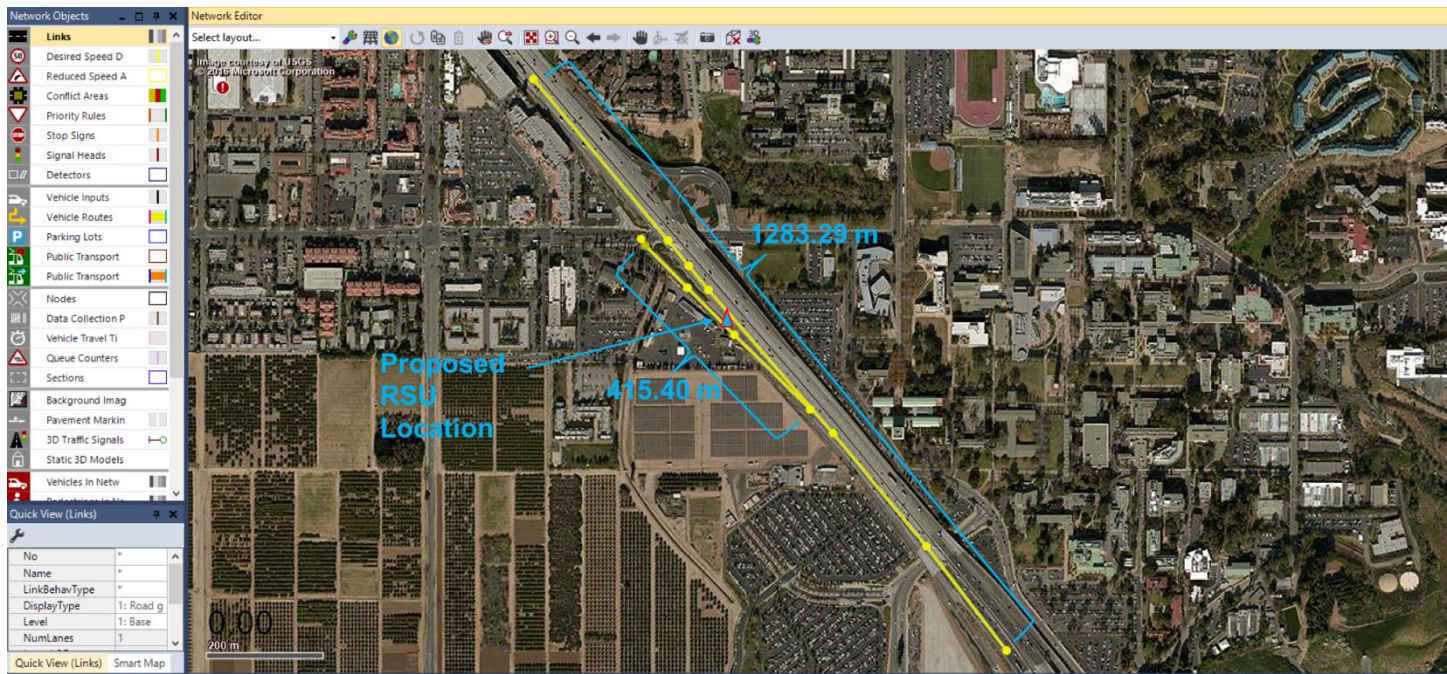 Network Objects
Network Editor
Links
Desired Speed D
Reduced Speed A
Conflict Areas
Priority Rules
Stop Signs
Signal Heads
Detectors
Vehicle Inputs
Vehicle Routes
Parking Lots
Public Transport
Public Transport
Nodes
Data Collection P
Vehicle Travel Ti
Queue Counters
Sections
Background Imag
Pavement Markin
3D Traffic Signals
Static 3D Models
Vehicles In Netw
Quick View (Links)
No *
Name *
LinkBehavType *
DisplayType 1: Road g
Level 1: Base
NumLanes 1
Quick View (Links) Smart Map
Select layout...
Image courtesy of USGS
© 2016 Microsoft Corporation
1283.29 m
Proposed
RSU
Location
415.40 m
0.00
200 m